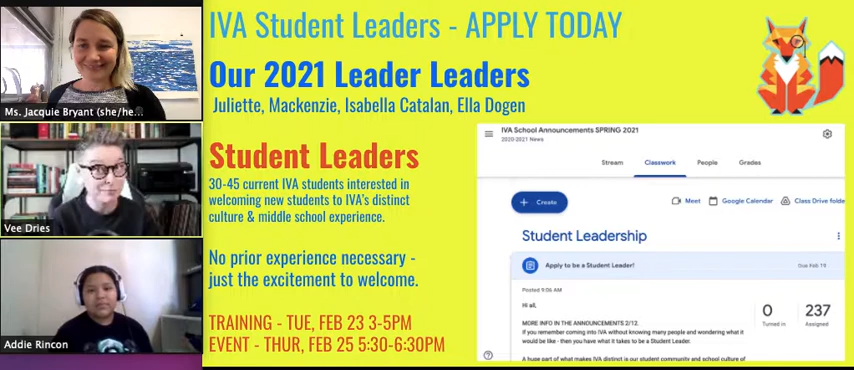 Ms. Jacquie Bryant (she/he...
Vee Dries
Addie Rincon
IVA Student Leaders - APPLY TODAY
Our 2021 Leader Leaders
Juliette, Mackenzie, Isabella Catalan, Ella Dogen
Student Leaders
30-45 current IVA students interested in
welcoming new students to IVA's distinct
culture & middle school experience.
No prior experience necessary -
just the excitement to welcome.
TRAINING - TUE, FEB 23 3-5PM
EVENT - THUR, FEB 25 5:30-6:30PM
IVA School Announcements SPRING 2021
2020-2021 News
Stream Classwork People Grades
+ Create Meet Google Calendar Class Drive folde
Student Leadership
Apply to be a Student Leader! Due Feb 19
Posted 9:06 AM
Hi all,
0 237
Turned in Assigned
MORE INFO IN THE ANNOUNCEMENTS 2/12.
If you remember coming into IVA without knowing many people and wondering what it
would be like - then you have what it takes to be a Student Leader.
A huge part of what makes IVA distinct is our student community and school culture of